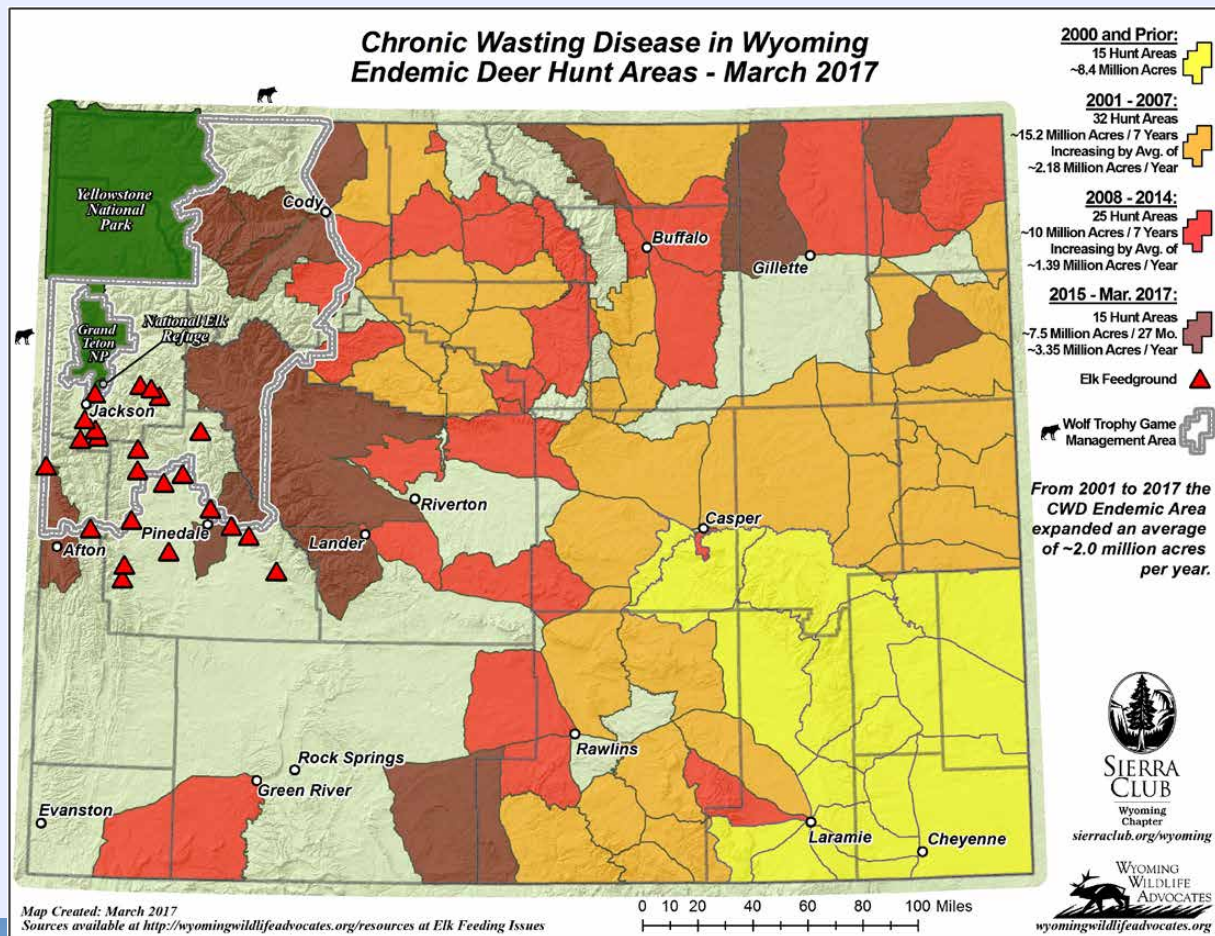 Chronic Wasting Disease in Wyoming
Endemic Deer Hunt Areas - March 2017
2000 and Prior:
15 Hunt Areas
~8.4 Million Acres
2001 - 2007:
32 Hunt Areas
~15.2 Million Acres / 7 Years
Increasing by Avg. of
~2.18 Million Acres / Year
2008 - 2014:
25 Hunt Areas
~10 Million Acres / 7 Years
Increasing by Avg. of
~1.39 Million Acres / Year
2015 - Mar. 2017:
15 Hunt Areas
~7.5 Million Acres / 27 Mo.
~3.35 Million Acres / Year
Elk Feedground
Wolf Trophy Game
Management Area
From 2001 to 2017 the
CWD Endemic Area
expanded an average
of ~2.0 million acres
per year.
Yellowstone
National
Park
Cody
Buffalo
Gillette
Grand
Teton
NP
National Elk
Refuge
Jackson
Riverton
Casper
Pinedale
Lander
Afton
Rawlins
Rock Springs
Green River
Evanston
Laramie
Cheyenne
SIERRA
CLUB
Wyoming
Chapter
sierraclub.org/wyoming
WYOMING
WILDLIFE
ADVOCATES
wyomingwildlifeadvocates.org
Map Created: March 2017
Sources available at http://wyomingwildlifeadvocates.org/resources at Elk Feeding Issues
0 10 20 40 60 80 100 Miles